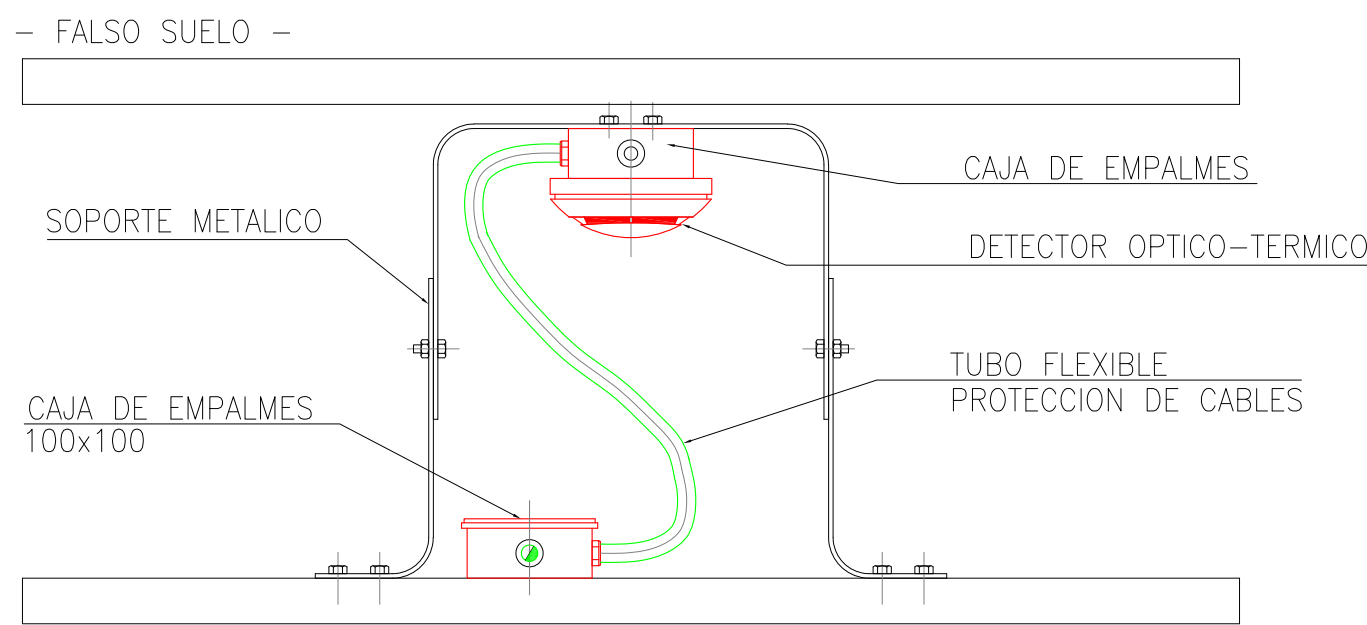 - FALSO SUELO -
CAJA DE EMPALMES
SOPORTE METALICO
DETECTOR OPTICO-TERMICO
TUBO FLEXIBLE
PROTECCION DE CABLES
CAJA DE EMPALMES
100x100